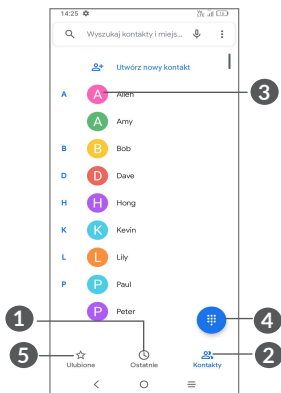 14:25
Wyszukaj kontakty i miejs...
Utwórz nowy kontakt
A Allen
3
Amy
B Bob
D Dave
H Hong
K Kevin
L Lily
P Paul
Peter
1
4
5
2
Ulubione Ostatnie Kontakty